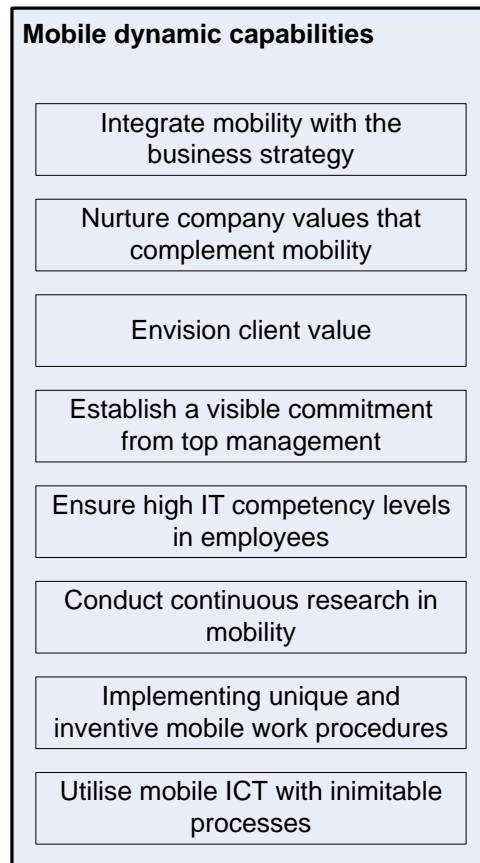 Mobile dynamic capabilities
Integrate mobility with the
business strategy
Nurture company values that
complement mobility
Envision client value
Establish a visible commitment
from top management
Ensure high IT competency levels
in employees
Conduct continuous research in
mobility
Implementing unique and
inventive mobile work procedures
Utilise mobile ICT with inimitable
processes